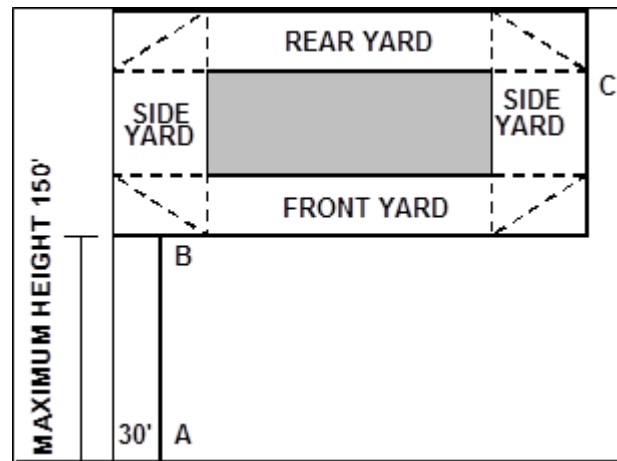 REAR YARD
C
SIDE
YARD
SIDE
YARD
FRONT YARD
B
MAXIMUM HEIGHT 150'
30'
A